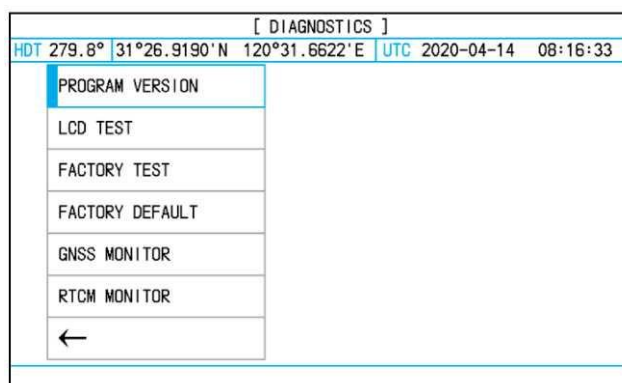 [ DIAGNOSTICS ]
HDT 279.8° 31°26.9190'N 120°31.6622'E UTC 2020-04-14 08:16:33
PROGRAM VERSION
LCD TEST
FACTORY TEST
FACTORY DEFAULT
GNSS MONITOR
RTCM MONITOR
←